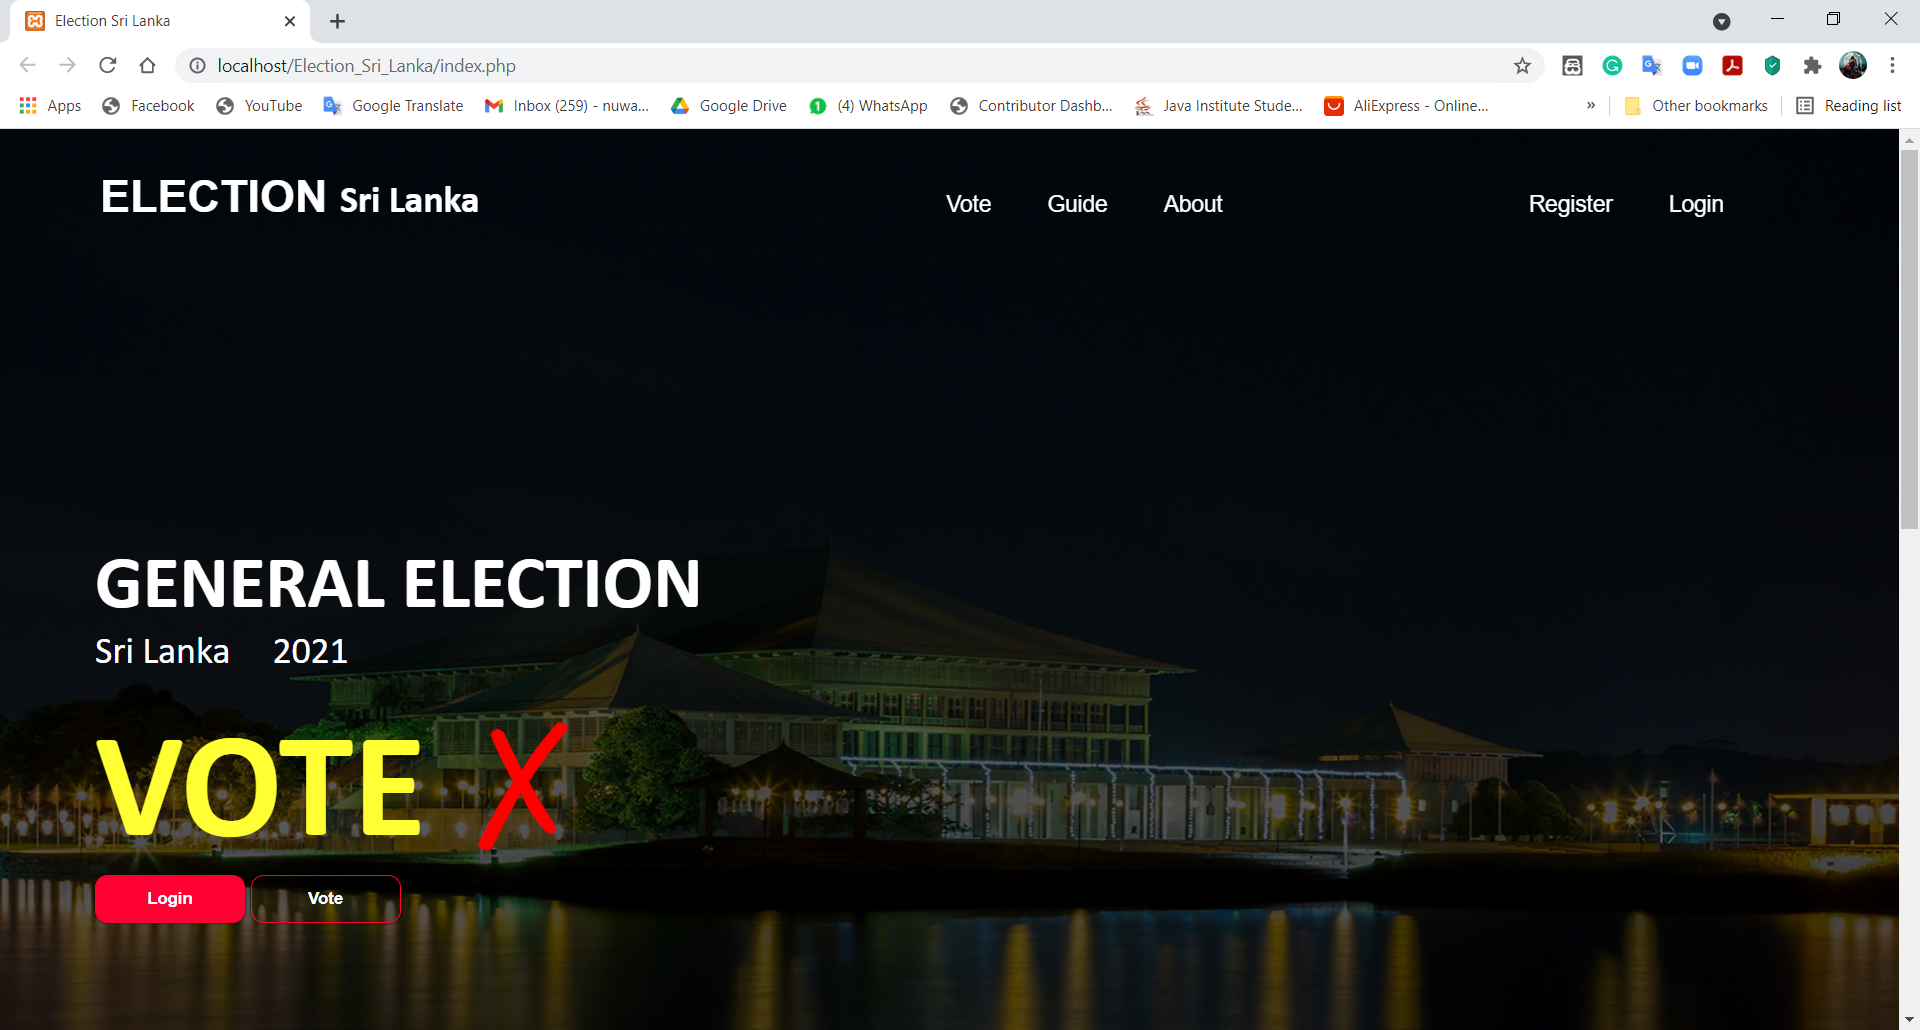 Election Sri Lanka
localhost/Election_Sri_Lanka/index.php
Apps Facebook YouTube Google Translate Inbox (259) - nuwa... Google Drive (4) WhatsApp Contributor Dashb... Java Institute Stude... AliExpress - Online... » Other bookmarks Reading list
ELECTION Sri Lanka Vote Guide About Register Login
GENERAL ELECTION
Sri Lanka 2021
VOTE X
Login Vote